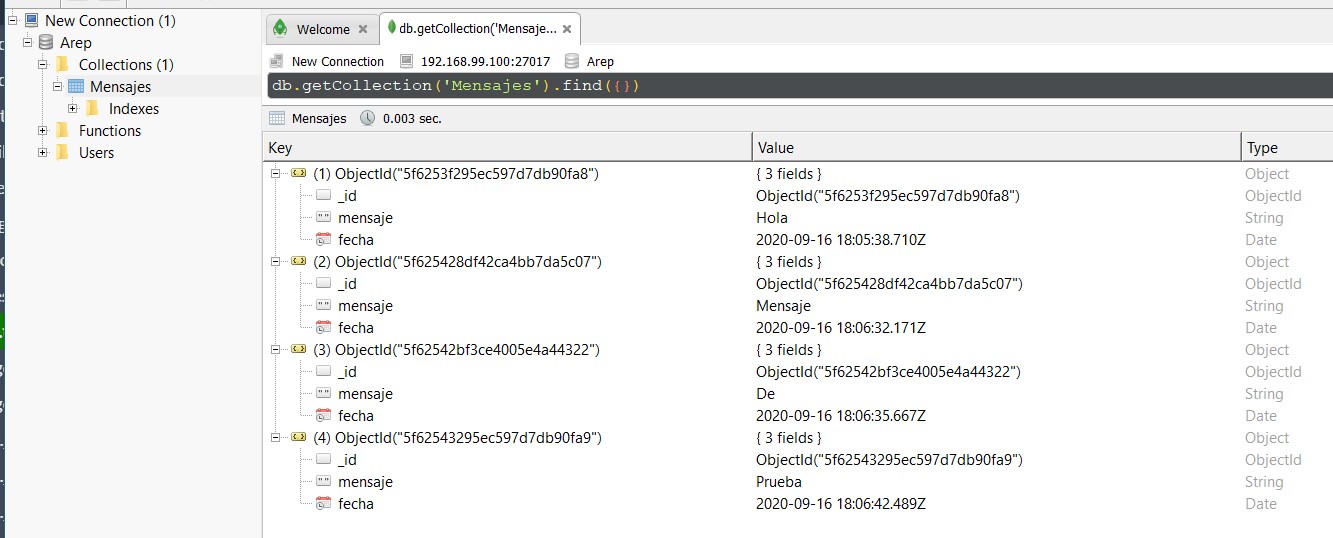 New Connection (1)
Arep
Collections (1)
Mensajes
Indexes
Functions
Users
Welcome
db.getCollection('Mensaje...
New Connection 192.168.99.100:27017 Arep
db.getCollection('Mensajes').find({})
Mensajes 0.003 sec.
Key Value Type
(1) ObjectId("5f6253f295ec597d7db90fa8") { 3 fields } Object
_id ObjectId("5f6253f295ec597d7db90fa8") ObjectId
mensaje Hola String
fecha 2020-09-16 18:05:38.710Z Date
(2) ObjectId("5f625428df42ca4bb7da5c07") { 3 fields } Object
_id ObjectId("5f625428df42ca4bb7da5c07") ObjectId
mensaje Mensaje String
fecha 2020-09-16 18:06:32.171Z Date
(3) ObjectId("5f62542bf3ce4005e4a44322") { 3 fields } Object
_id ObjectId("5f62542bf3ce4005e4a44322") ObjectId
mensaje De String
fecha 2020-09-16 18:06:35.667Z Date
(4) ObjectId("5f62543295ec597d7db90fa9") { 3 fields } Object
_id ObjectId("5f62543295ec597d7db90fa9") ObjectId
mensaje Prueba String
fecha 2020-09-16 18:06:42.489Z Date